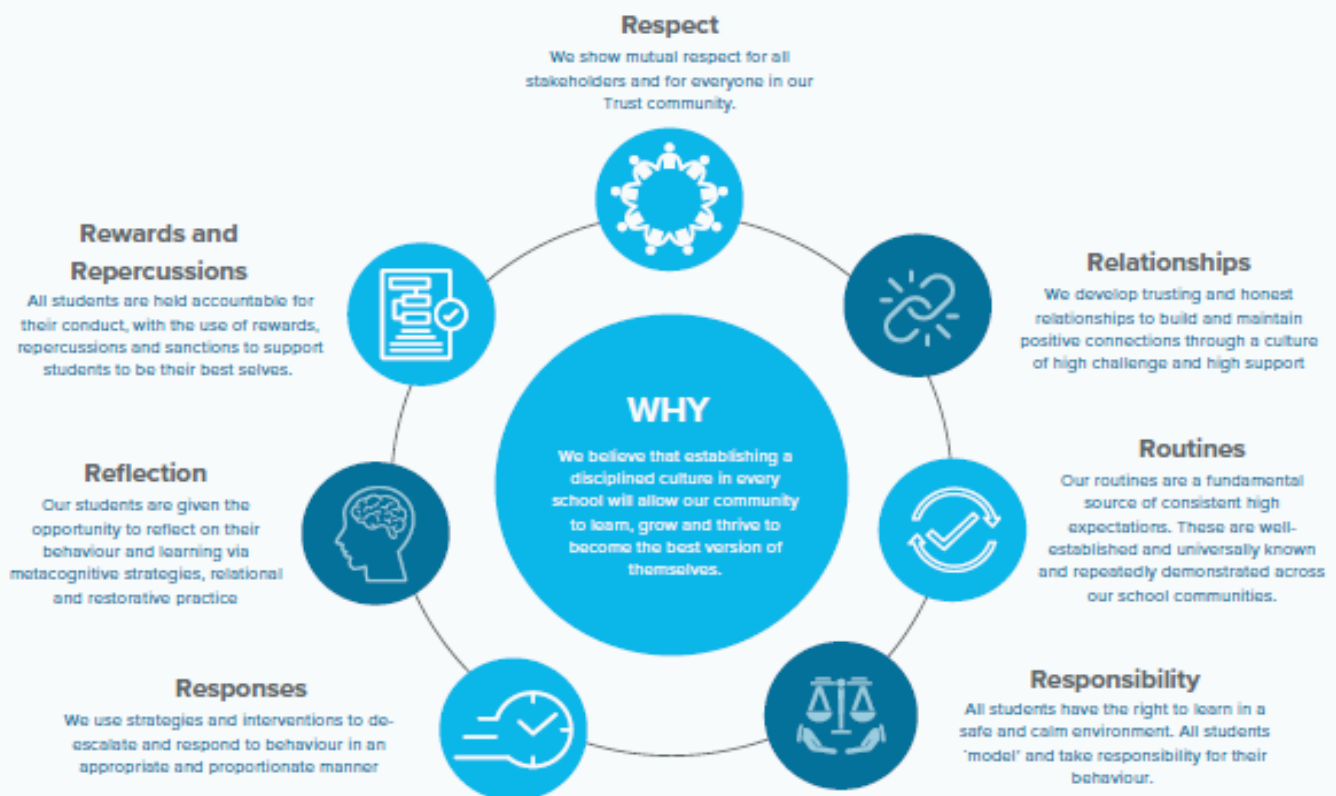 Respect
We show mutual respect for all
stakeholders and for everyone in our
Trust community.
Relationships
We develop trusting and honest
relationships to build and maintain
positive connections through a culture
of high challenge and high support
Routines
Our routines are a fundamental
source of consistent high
expectations. These are well-
established and universally known
and repeatedly demonstrated across
our school communities.
Responsibility
All students have the right to learn in a
safe and calm environment. All students
'model' and take responsibility for their
behaviour.
Responses
We use strategies and interventions to de-
escalate and respond to behaviour in an
appropriate and proportionate manner
Reflection
Our students are given the
opportunity to reflect on their
behaviour and learning via
metacognitive strategies, relational
and restorative practice
Rewards and
Repercussions
All students are held accountable for
their conduct, with the use of rewards,
repercussions and sanctions to support
students to be their best selves.
WHY
We believe that establishing a
disciplined culture in every
school will allow our community
to learn, grow and thrive to
become the best version of
themselves.